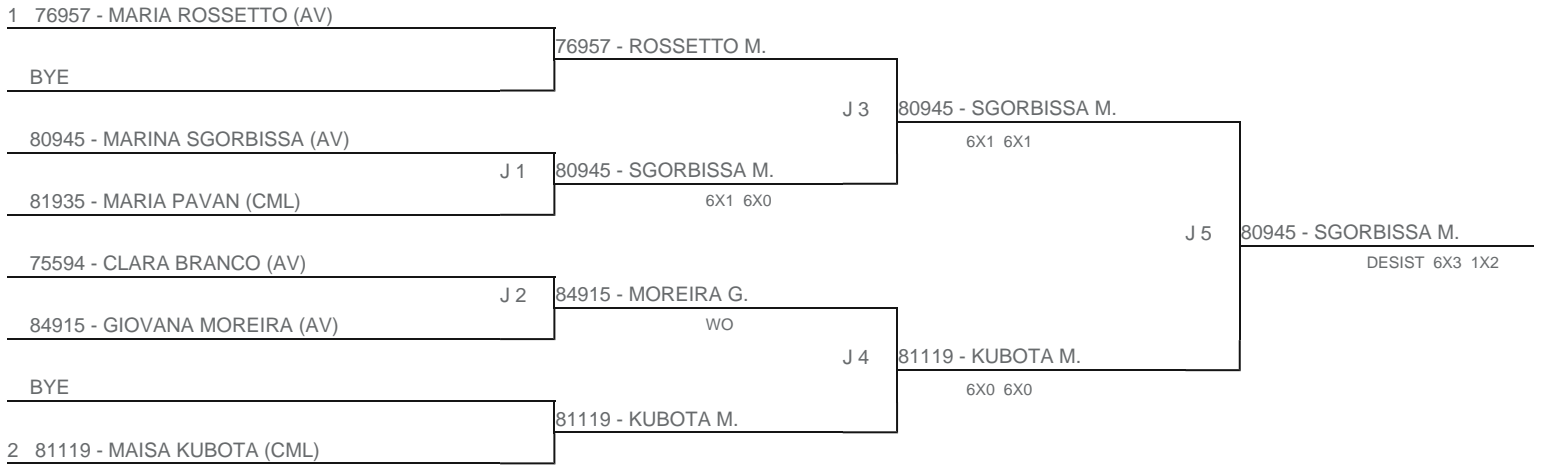 1 76957 - MARIA ROSSETTO (AV)
76957 - ROSSETTO M.
BYE
J 3
80945 - SGORBISSA M.
6X1 6X1
80945 - MARINA SGORBISSA (AV)
J 1
80945 - SGORBISSA M.
6X1 6X0
81935 - MARIA PAVAN (CML)
J 5
80945 - SGORBISSA M.
DESIST 6X3 1X2
75594 - CLARA BRANCO (AV)
J 2
84915 - MOREIRA G.
WO
84915 - GIOVANA MOREIRA (AV)
J 4
81119 - KUBOTA M.
6X0 6X0
BYE
81119 - KUBOTA M.
2 81119 - MAISA KUBOTA (CML)